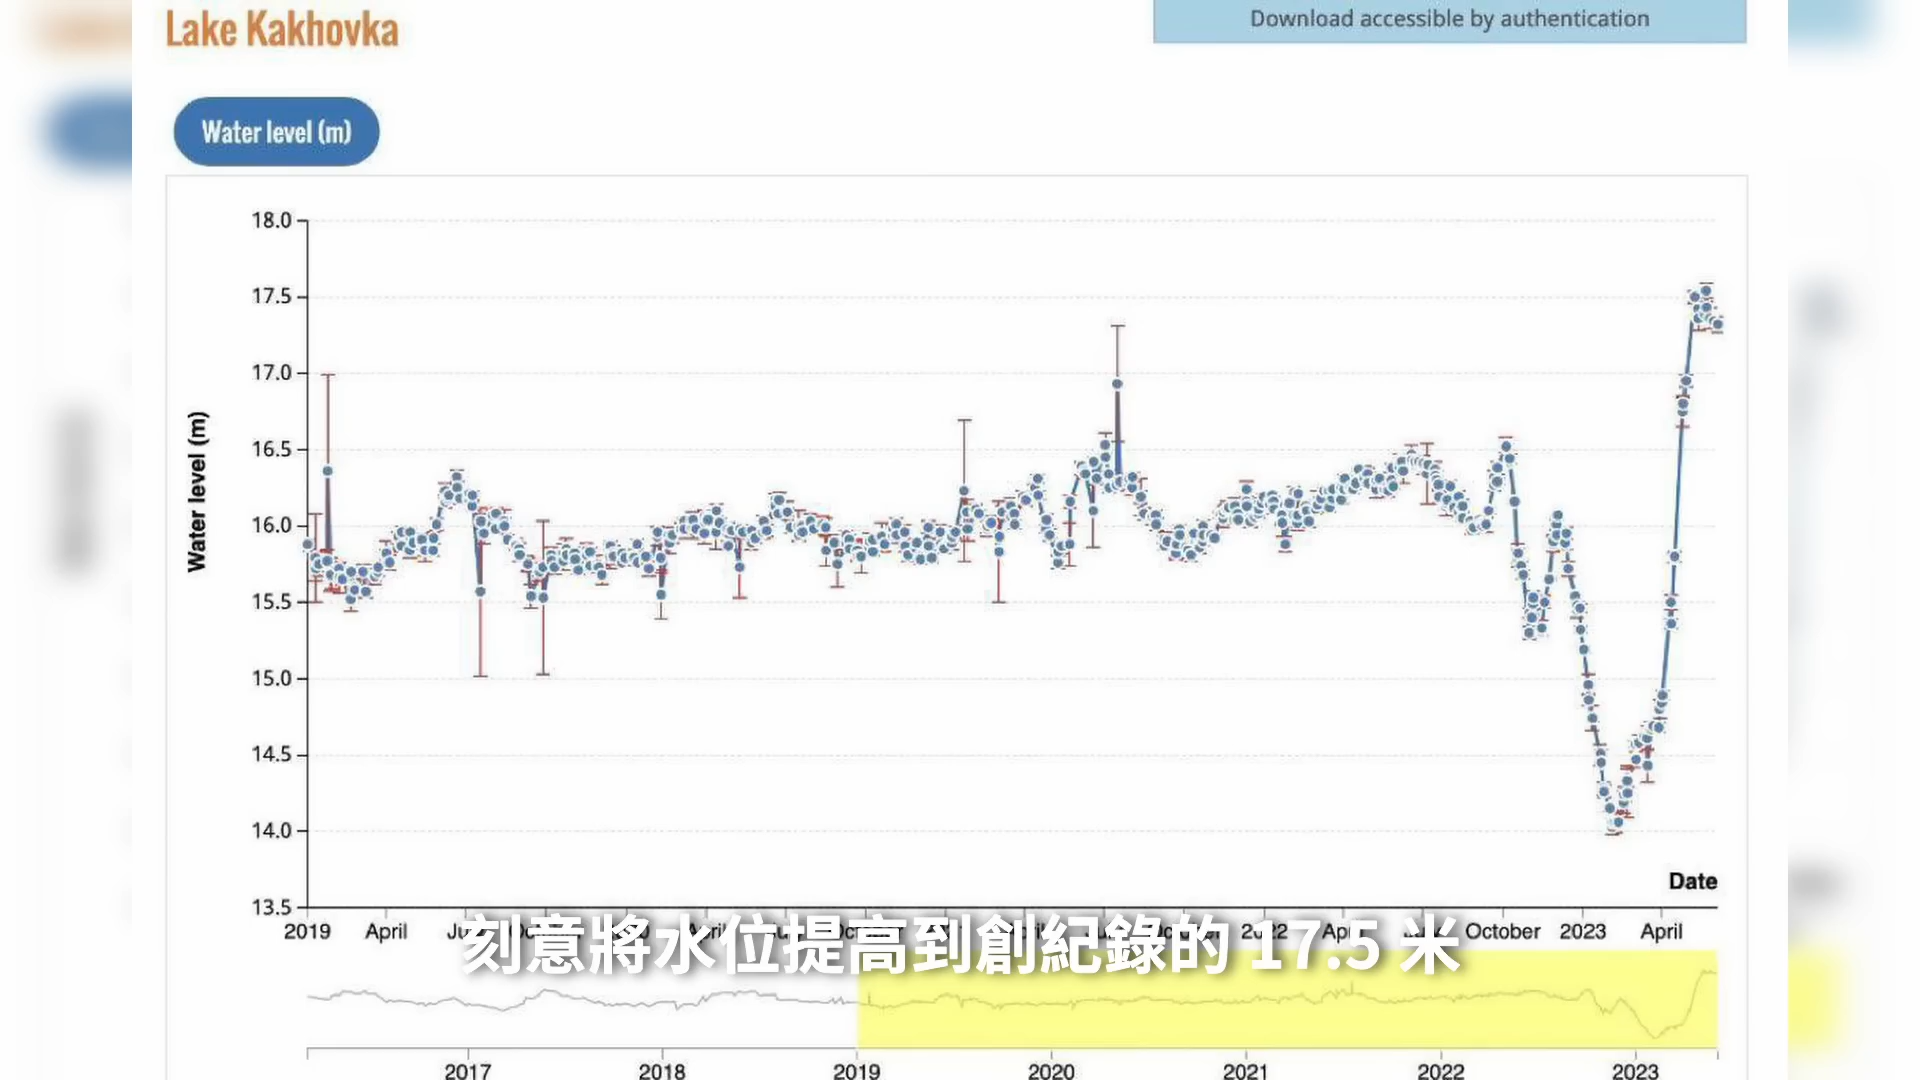 Lake Kakhovka
Download accessible by authentication
Water level (m)
18.0
17.5
17.0
16.5
16.0
15.5
15.0
14.5
14.0
13.5
Water level (m)
Date
2019 April 2022 October 2023 April
刻意將水位提高到創紀錄的 17.5 米
2017 2018 2019 2020 2021 2022 2023